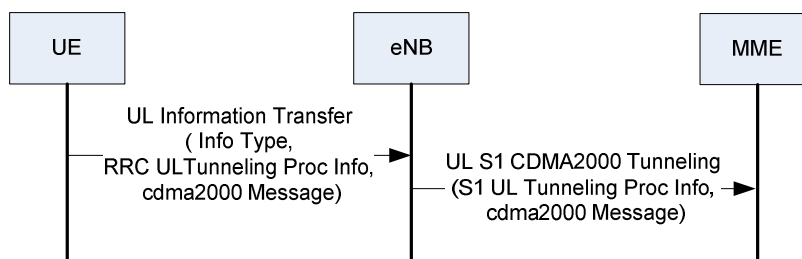 UE
eNB
MME
UL Information Transfer
( Info Type,
RRC ULTunneling Proc Info,
cdma2000 Message)
UL S1 CDMA2000 Tunneling
(S1 UL Tunneling Proc Info,
cdma2000 Message)